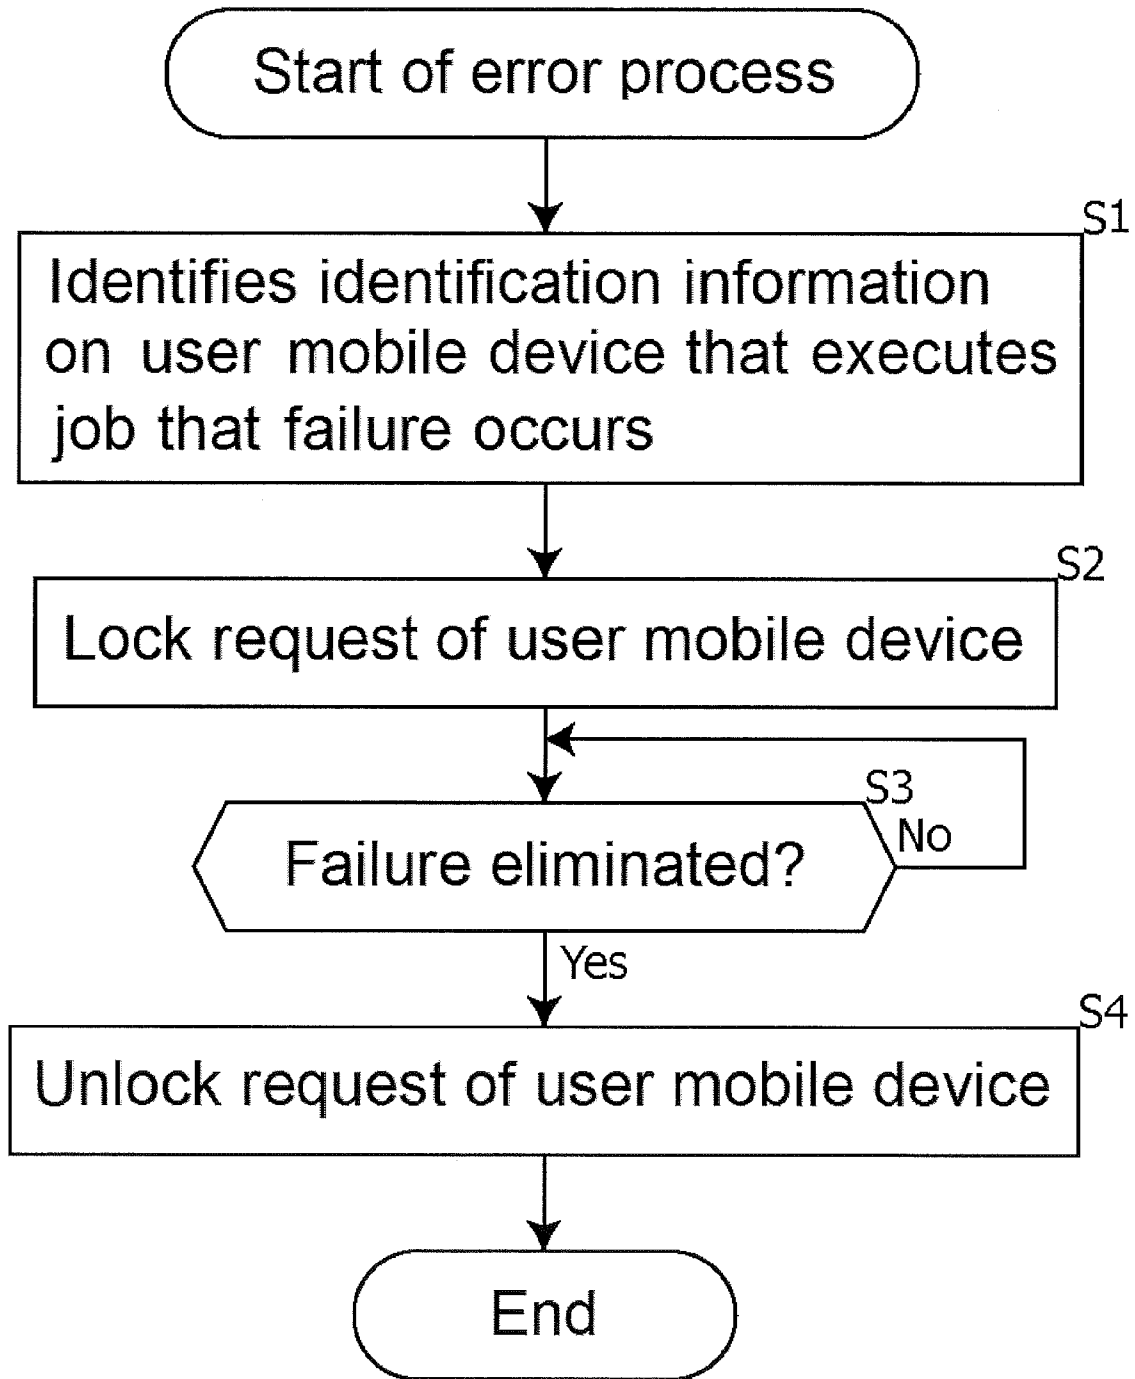 Start of error process
S1
Identifies identification information
on user mobile device that executes
job that failure occurs
S2
Lock request of user mobile device
S3
Failure eliminated?
No
Yes
S4
Unlock request of user mobile device
End